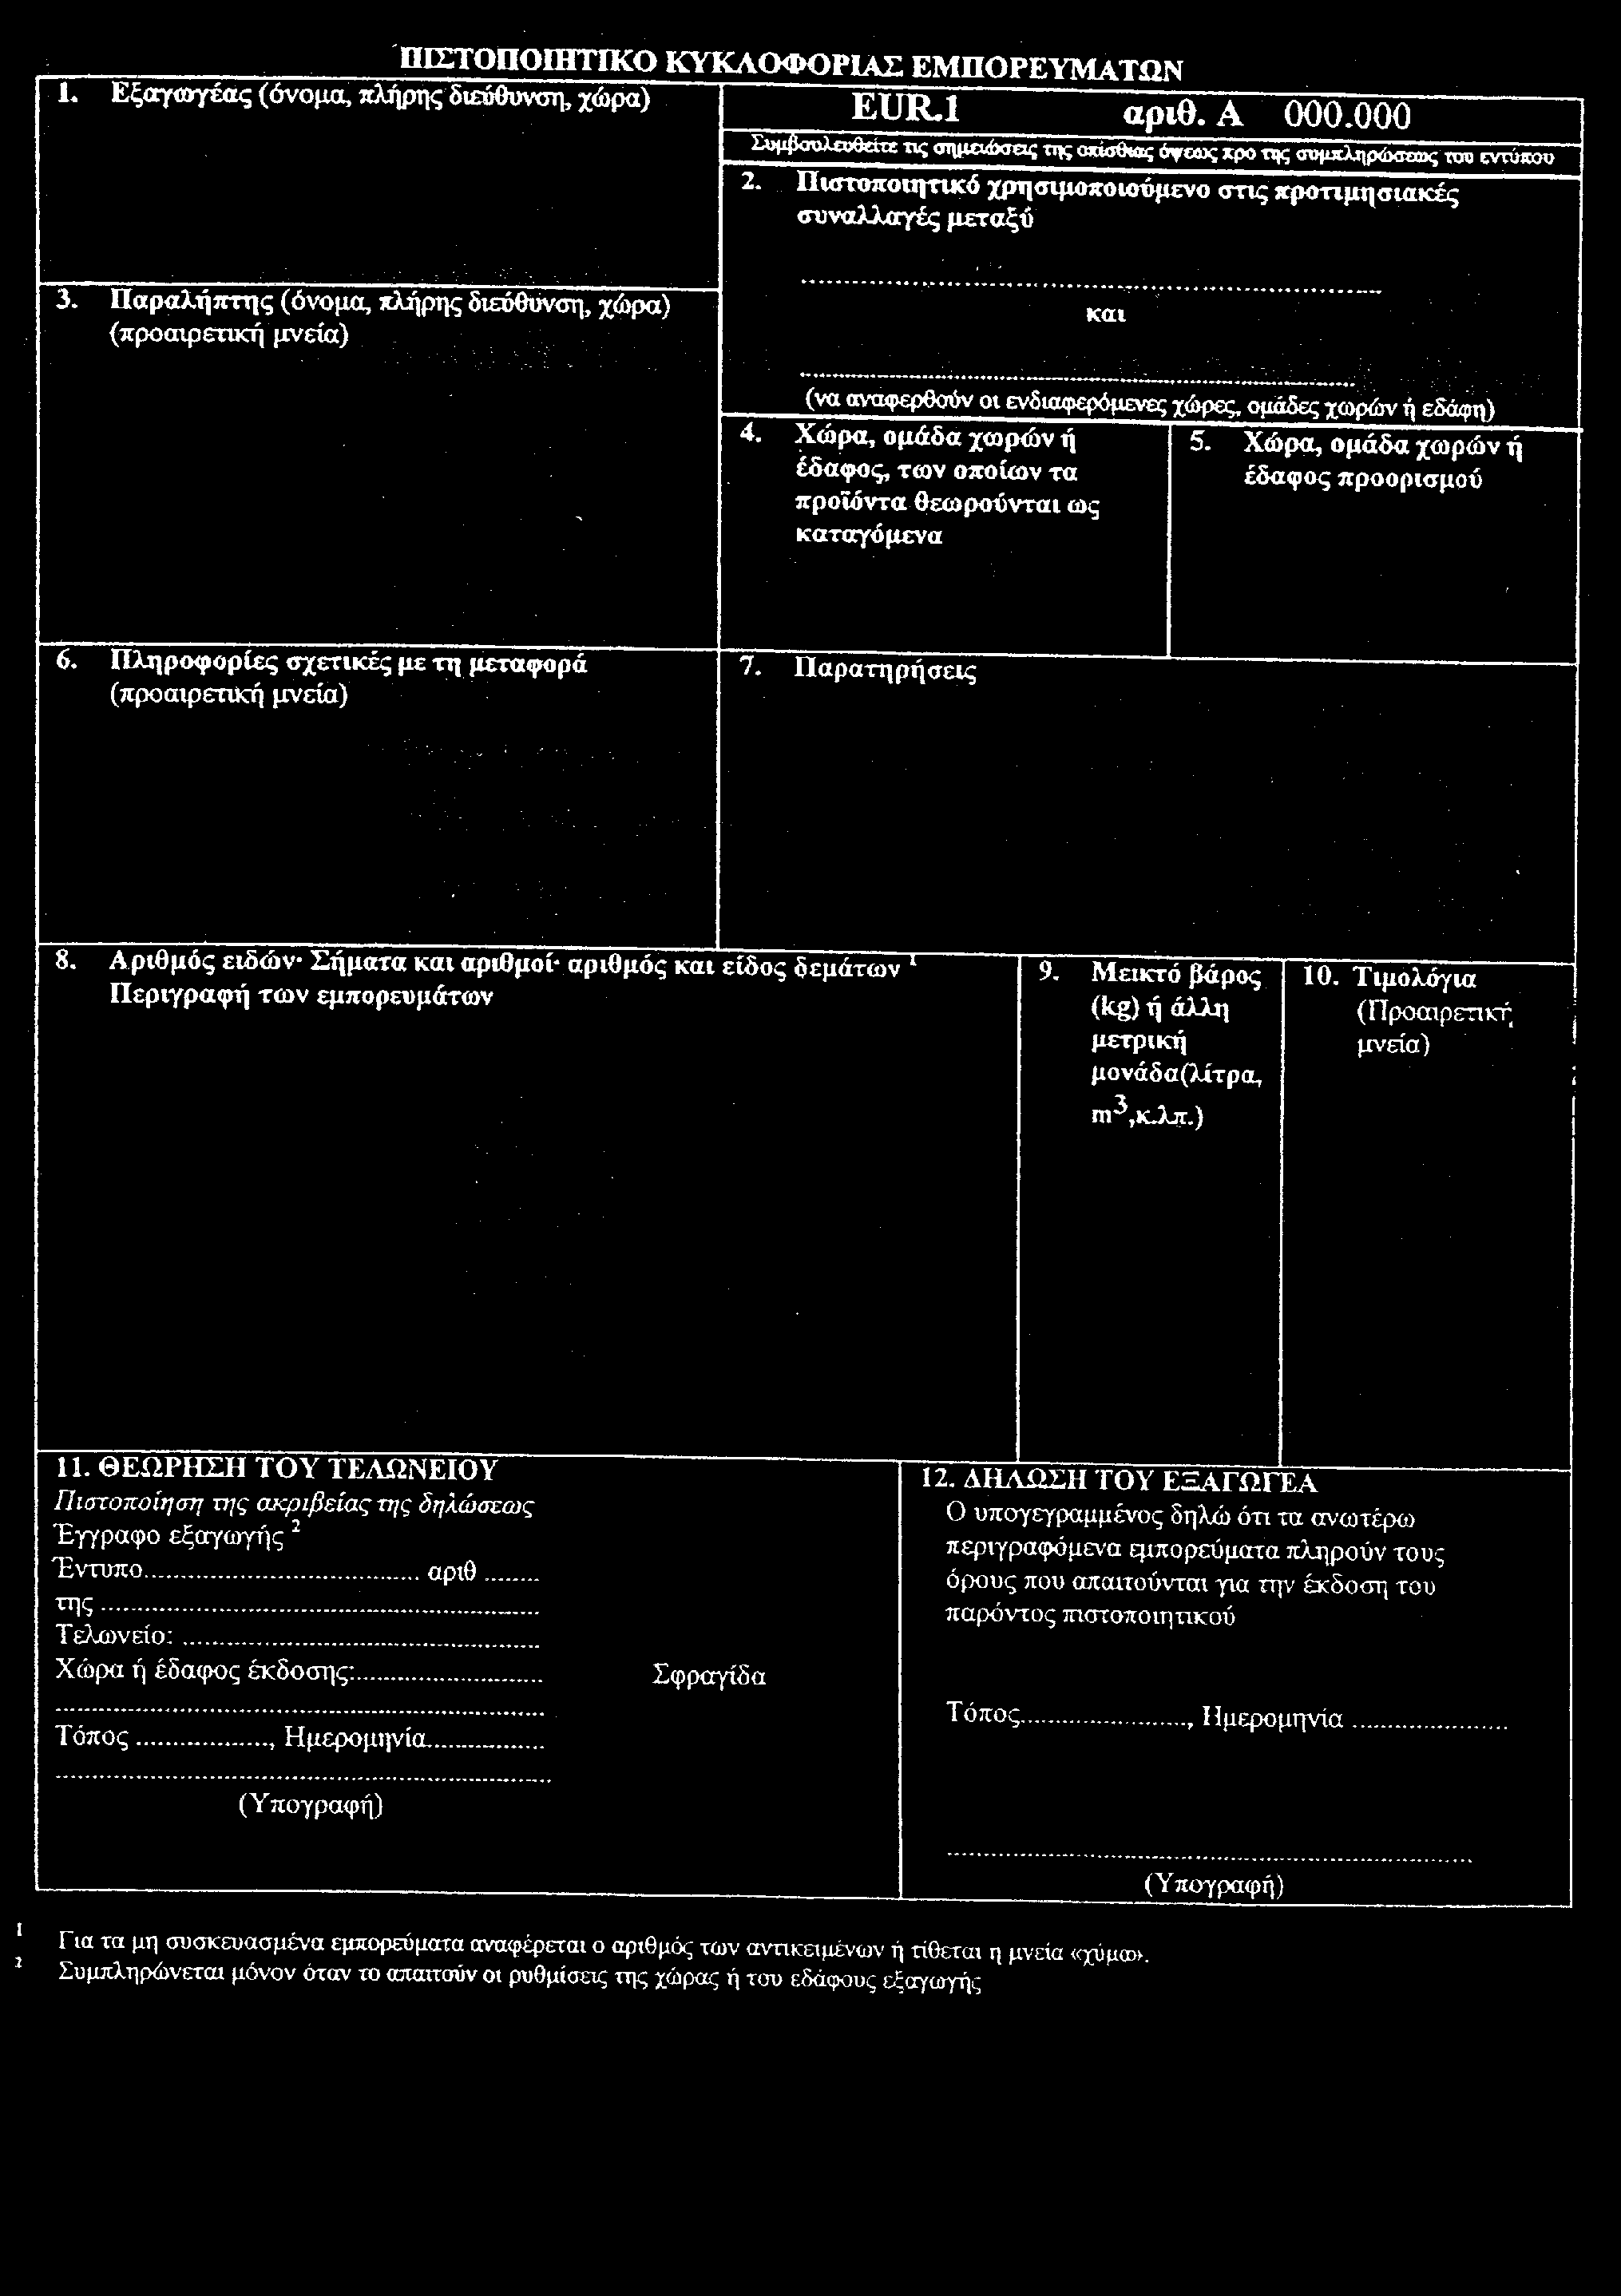 ΠΙΣΤΟΠΟΙΗΤΙΚΟ ΚΥΚΛΟΦΟΡΙΑΣ ΕΜΠΟΡΕΥΜΑΤΩΝ
1. Εξαγωγέας (όνομα, πλήρης διεύθυνση, χώρα)
EUR.1 αριθ. Α 000.000
Συμβουλευθείτε τις σημειώσεις της οπίσθιας όψεως προ της συμπληρώσεως του εντύπου
2. Πιστοποιητικό χρησιμοποιούμενο στις προτιμησιακές
συναλλαγές μεταξύ
3. Παραλήπτης (όνομα, πλήρης διεύθυνση, χώρα)
(προαιρετική μνεία)
και
(να αναφερθούν οι ενδιαφερόμενες χώρες, ομάδες χωρών ή εδάφη)
4. Χώρα, ομάδα χωρών ή
έδαφος, των οποίων τα
προϊόντα θεωρούνται ως
καταγόμενα
5. Χώρα, ομάδα χωρών ή
έδαφος προορισμού
6. Πληροφορίες σχετικές με τη μεταφορά
(προαιρετική μνεία)
7. Παρατηρήσεις
8. Αριθμός ειδών· Σήματα και αριθμοί· αριθμός και είδος δεμάτων ¹
Περιγραφή των εμπορευμάτων
9. Μεικτό βάρος
(kg) ή άλλη
μετρική
μονάδα(λίτρα,
m³,κ.λπ.)
10. Τιμολόγια
(Προαιρετική
μνεία)
11. ΘΕΩΡΗΣΗ ΤΟΥ ΤΕΛΩΝΕΙΟΥ
Πιστοποίηση της ακριβείας της δηλώσεως
Έγγραφο εξαγωγής ²
Έντυπο.................................... αριθ .......
της.........................................................
Τελωνείο: ..............................................
Χώρα ή έδαφος έκδοσης:........................
Σφραγίδα
Τόπος ................., Ημερομηνία...............
(Υπογραφή)
12. ΔΗΛΩΣΗ ΤΟΥ ΕΞΑΓΩΓΕΑ
Ο υπογεγραμμένος δηλώ ότι τα ανωτέρω
περιγραφόμενα εμπορεύματα πληρούν τους
όρους που απαιτούνται για την έκδοση του
παρόντος πιστοποιητικού
Τόπος....................., Ημερομηνία ....................
(Υπογραφή)
¹ Για τα μη συσκευασμένα εμπορεύματα αναφέρεται ο αριθμός των αντικειμένων ή τίθεται η μνεία «χύμα».
² Συμπληρώνεται μόνον όταν το απαιτούν οι ρυθμίσεις της χώρας ή του εδάφους εξαγωγής